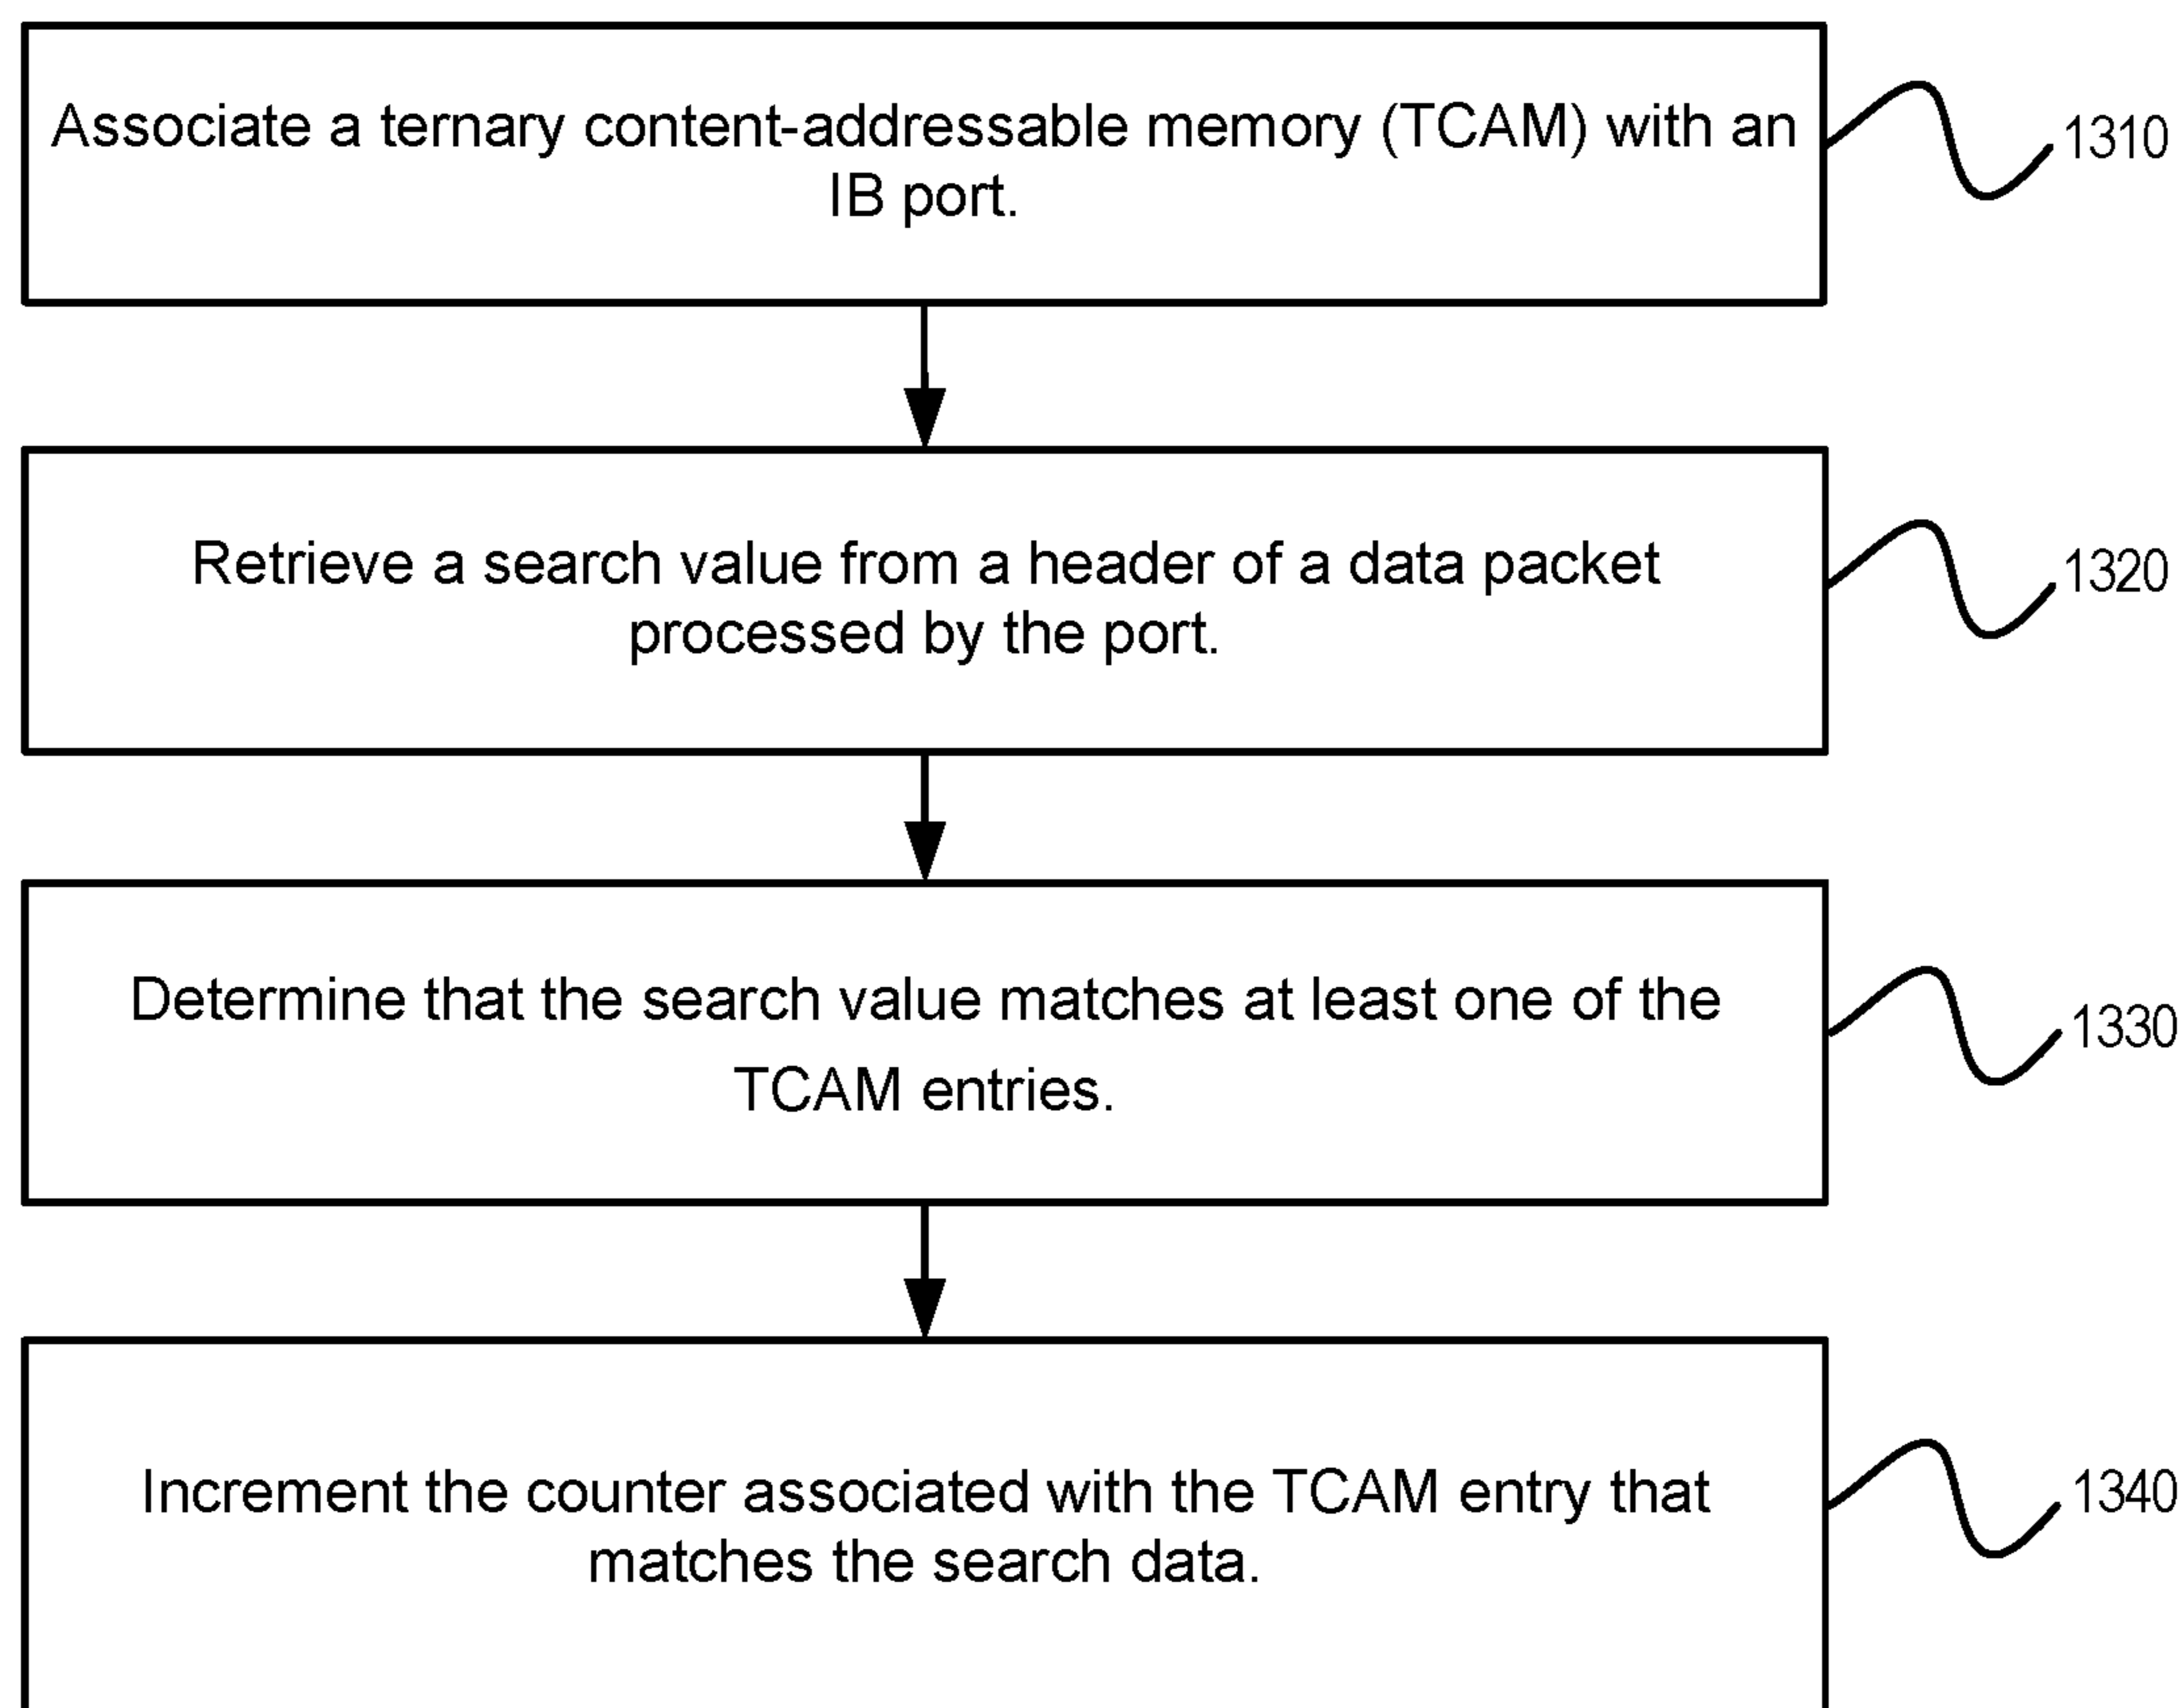 Associate a ternary content-addressable memory (TCAM) with an
IB port.
1310
Retrieve a search value from a header of a data packet
processed by the port.
1320
Determine that the search value matches at least one of the
TCAM entries.
1330
Increment the counter associated with the TCAM entry that
matches the search data.
1340